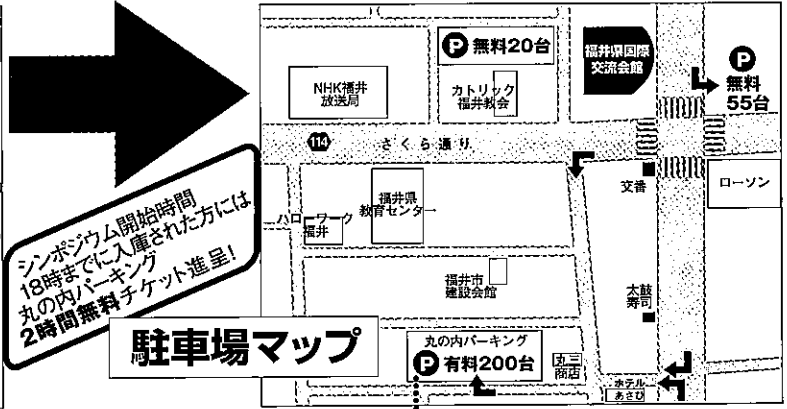 P 無料20台
福井県国際
交流会館
P
無料
55台
NHK福井
放送局
カトリック
福井教会
114 さくら通り
交番
ローソン
福井県
教育センター
ハローワーク
福井
シンポジウム開始時間
18時までに入庫された方には
丸の内パーキング
2時間無料チケット進呈!
福井市
建設会館
太鼓
寿司
駐車場マップ
丸の内パーキング
P 有料200台
丸三
商店
ホテル
あさひ